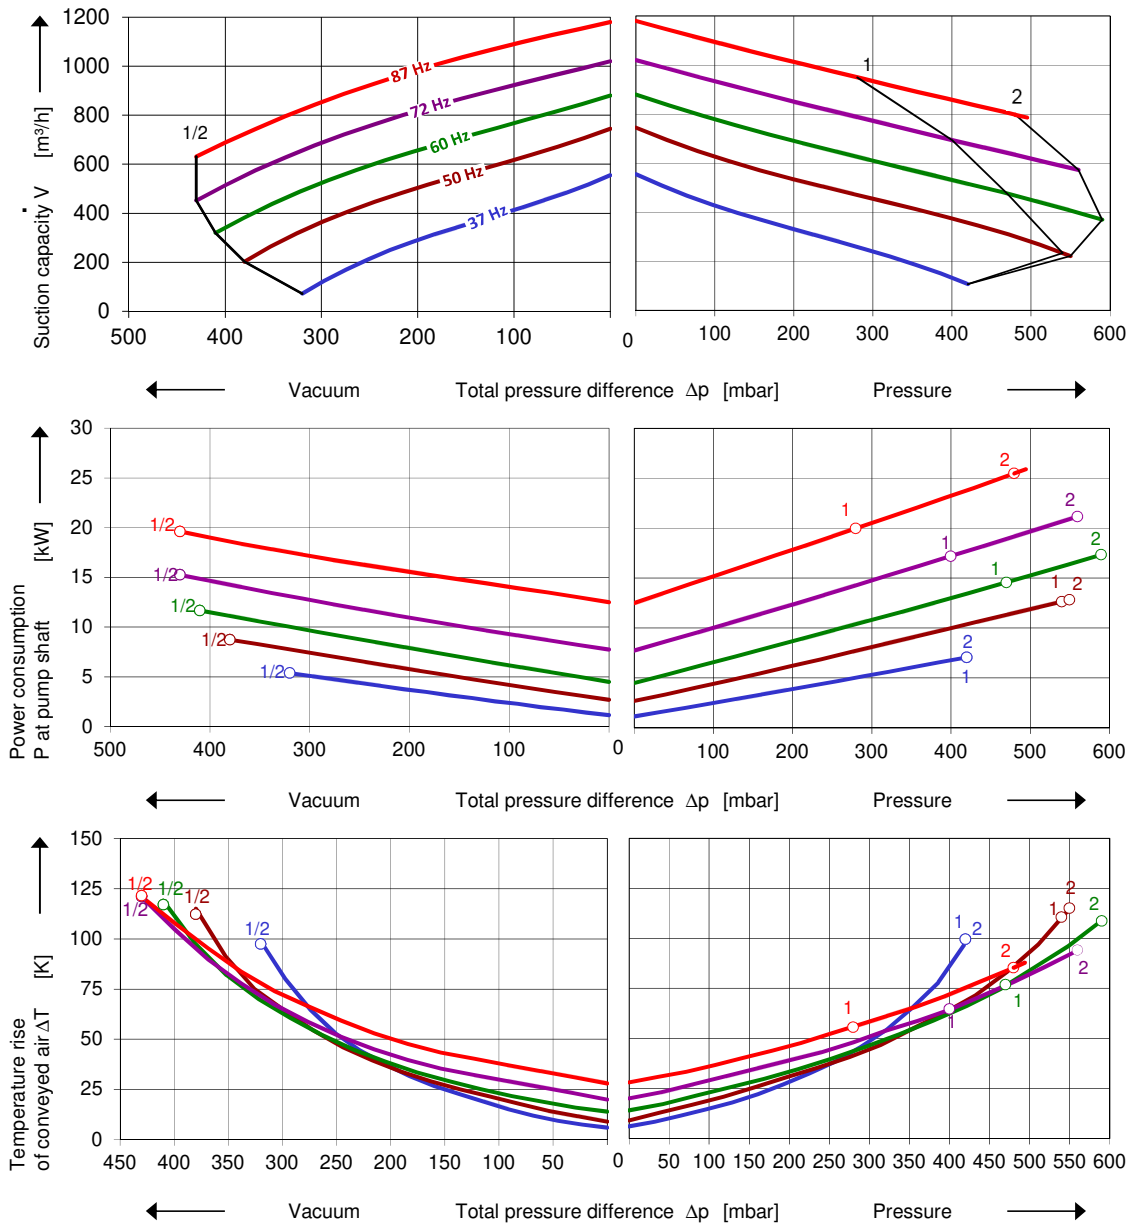 1200
1000
800
600
400
200
0
Suction capacity V̇ [m³/h]
1/2
87 Hz
72 Hz
60 Hz
50 Hz
37 Hz
1
2
500 400 300 200 100 0 100 200 300 400 500 600
Vacuum Total pressure difference Δp [mbar] Pressure
30
25
20
15
10
5
0
Power consumption
P at pump shaft [kW]
1/2
1/2
1/2
1/2
1/2
1 2
1 2
1 2
1 2
2
1
500 400 300 200 100 0 100 200 300 400 500 600
Vacuum Total pressure difference Δp [mbar] Pressure
150
125
100
75
50
25
0
Temperature rise
of conveyed air ΔT [K]
1/2 1/2 1/2
1/2
1/2
1 2
1 2
2
1 2
1
2
1
450 400 350 300 250 200 150 100 50 0 50 100 150 200 250 300 350 400 450 500 550 600
Vacuum Total pressure difference Δp [mbar] Pressure